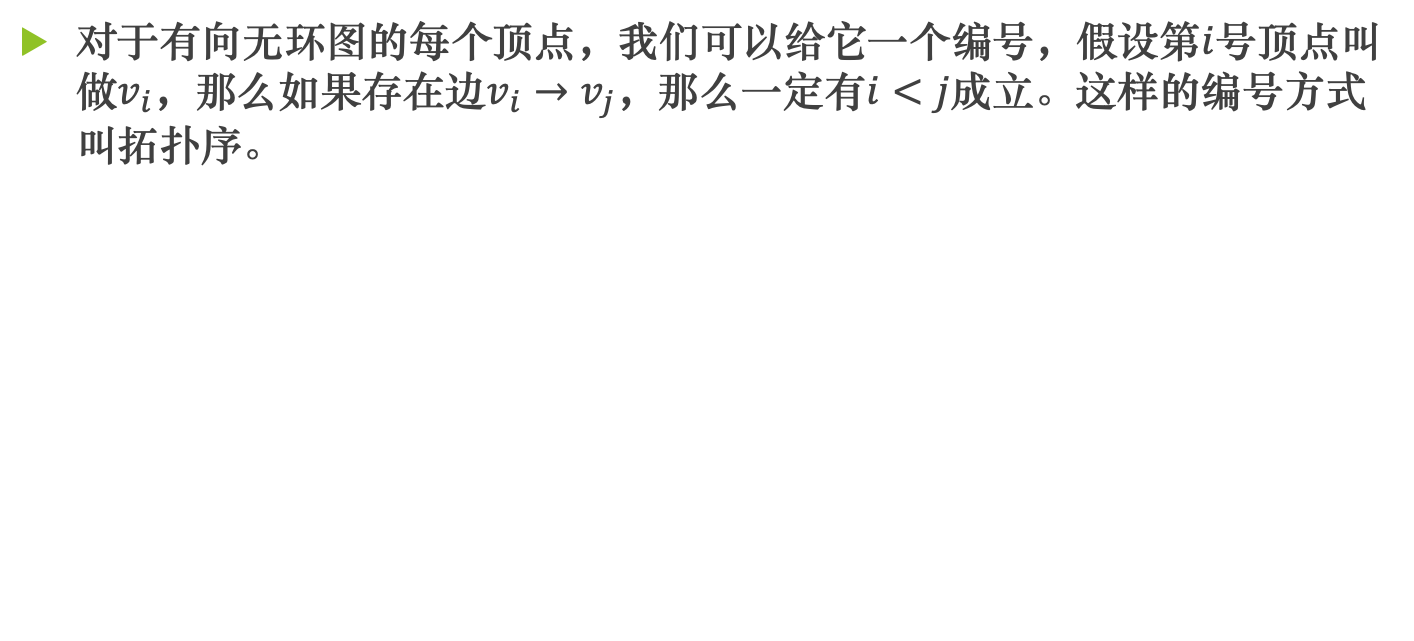 对于有向无环图的每个顶点，我们可以给它一个编号，假设第i号顶点叫
做vᵢ，那么如果存在边vᵢ → vⱼ，那么一定有i < j成立。这样的编号方式
叫拓扑序。